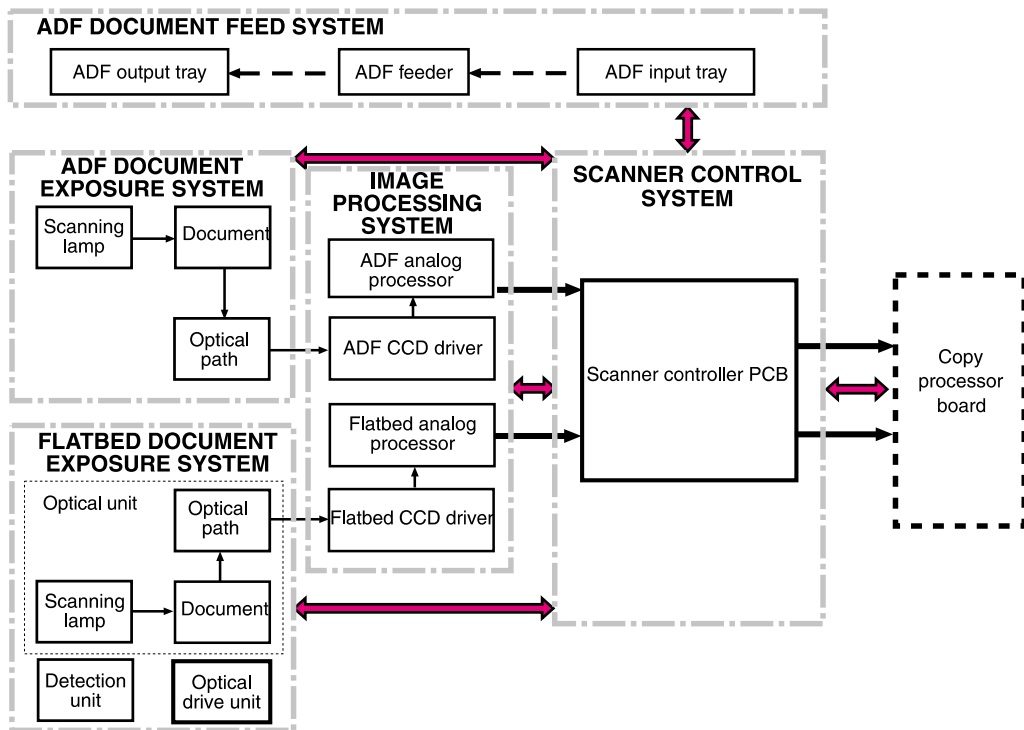 ADF DOCUMENT FEED SYSTEM
ADF output tray
ADF feeder
ADF input tray
ADF DOCUMENT
EXPOSURE SYSTEM
Scanning
lamp
Document
Optical
path
IMAGE
PROCESSING
SYSTEM
ADF analog
processor
ADF CCD driver
Flatbed analog
processor
Flatbed CCD driver
SCANNER CONTROL
SYSTEM
Scanner controller PCB
Copy
processor
board
FLATBED DOCUMENT
EXPOSURE SYSTEM
Optical unit
Optical
path
Scanning
lamp
Document
Detection
unit
Optical
drive unit